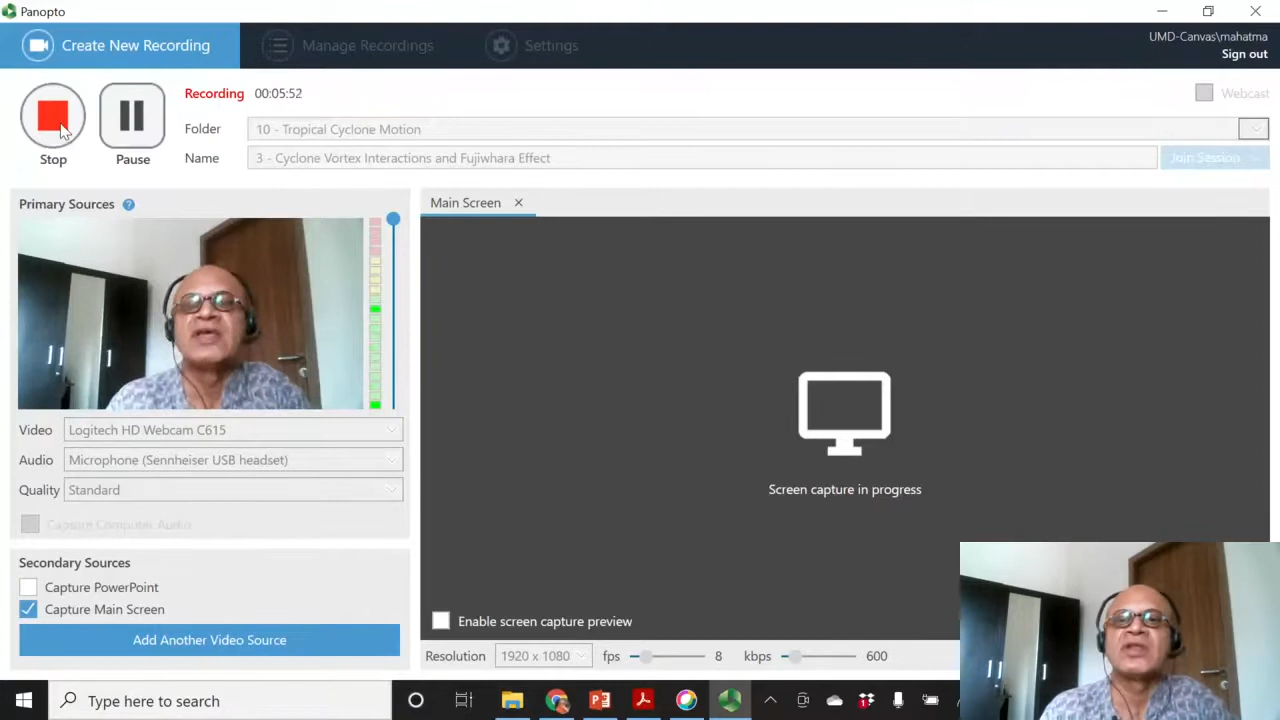 Panopto
Create New Recording
Manage Recordings
Settings
UMD-Canvas\mahatma
Sign out
Recording 00:05:52
Webcast
Folder 10 - Tropical Cyclone Motion
Name 3 - Cyclone Vortex Interactions and Fujiwhara Effect
Join Session
Stop
Pause
Primary Sources ?
Main Screen
Video Logitech HD Webcam C615
Audio Microphone (Sennheiser USB headset)
Quality Standard
Capture Computer Audio
Screen capture in progress
Secondary Sources
Capture PowerPoint
Capture Main Screen
Add Another Video Source
Enable screen capture preview
Resolution 1920 x 1080 fps 8 kbps 600
Type here to search